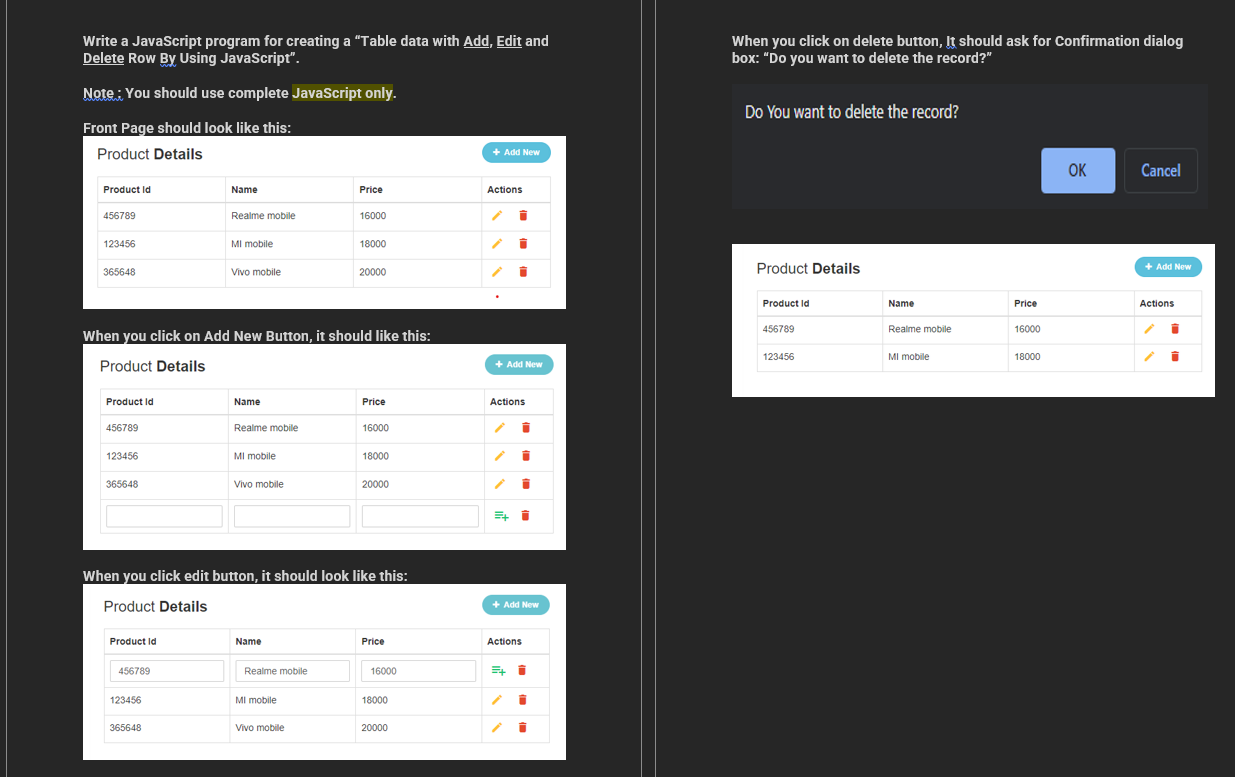 Write a JavaScript program for creating a “Table data with Add, Edit and
Delete Row By Using JavaScript”.
Note : You should use complete JavaScript only.
Front Page should look like this:
Product Details
+ Add New
Product Id Name Price Actions
456789 Realme mobile 16000
123456 MI mobile 18000
365648 Vivo mobile 20000
When you click on Add New Button, it should like this:
Product Details
+ Add New
Product Id Name Price Actions
456789 Realme mobile 16000
123456 MI mobile 18000
365648 Vivo mobile 20000
When you click edit button, it should look like this:
Product Details
+ Add New
Product Id Name Price Actions
456789 Realme mobile 16000
123456 MI mobile 18000
365648 Vivo mobile 20000
When you click on delete button, It should ask for Confirmation dialog
box: “Do you want to delete the record?”
Do You want to delete the record?
OK Cancel
Product Details
+ Add New
Product Id Name Price Actions
456789 Realme mobile 16000
123456 MI mobile 18000